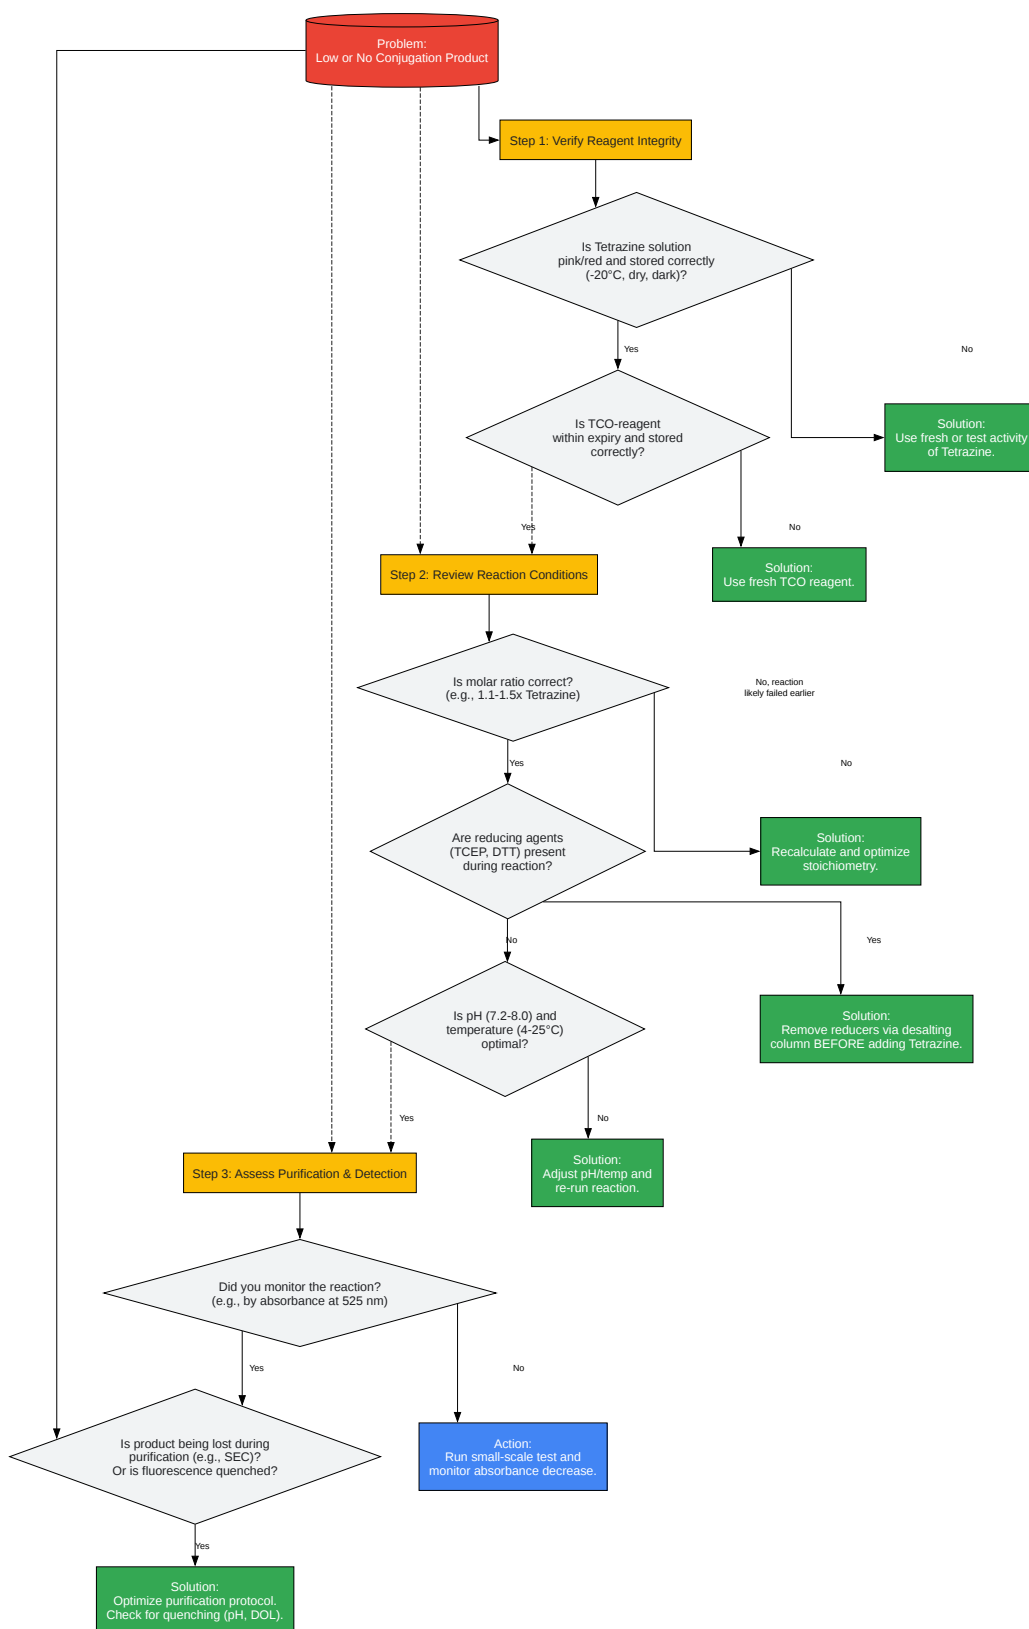 Problem:
Low or No Conjugation Product
Step 1: Verify Reagent Integrity
Is Tetrazine solution
pink/red and stored correctly
(-20°C, dry, dark)?
Yes
No
Solution:
Use fresh or test activity
of Tetrazine.
Is TCO-reagent
within expiry and stored
correctly?
Yes
No
Solution:
Use fresh TCO reagent.
Step 2: Review Reaction Conditions
Is molar ratio correct?
(e.g., 1.1-1.5x Tetrazine)
No, reaction
likely failed earlier
Yes
No
Solution:
Recalculate and optimize
stoichiometry.
Are reducing agents
(TCEP, DTT) present
during reaction?
No
Yes
Solution:
Remove reducers via desalting
column BEFORE adding Tetrazine.
Is pH (7.2-8.0) and
temperature (4-25°C)
optimal?
Yes
No
Solution:
Adjust pH/temp and
re-run reaction.
Step 3: Assess Purification & Detection
Did you monitor the reaction?
(e.g., by absorbance at 525 nm)
Yes
No
Action:
Run small-scale test and
monitor absorbance decrease.
Is product being lost during
purification (e.g., SEC)?
Or is fluorescence quenched?
Yes
Solution:
Optimize purification protocol.
Check for quenching (pH, DOL).